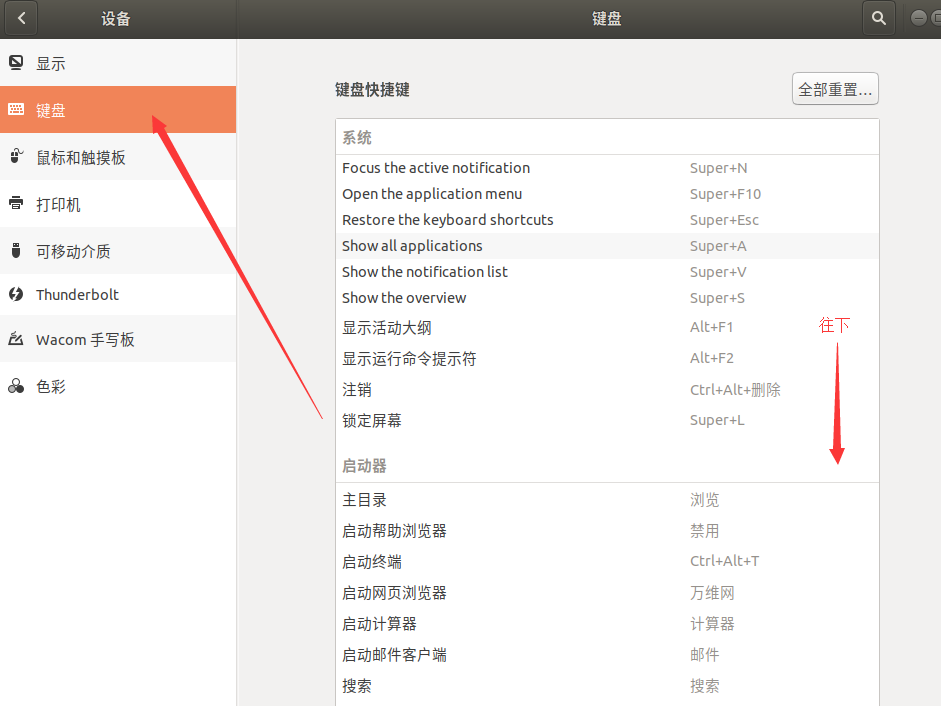 设备
键盘
显示
键盘
鼠标和触摸板
打印机
可移动介质
Thunderbolt
Wacom 手写板
色彩
键盘快捷键
全部重置...
系统
Focus the active notification Super+N
Open the application menu Super+F10
Restore the keyboard shortcuts Super+Esc
Show all applications Super+A
Show the notification list Super+V
Show the overview Super+S
显示活动大纲 Alt+F1
显示运行命令提示符 Alt+F2
注销 Ctrl+Alt+删除
锁定屏幕 Super+L
往下
启动器
主目录 浏览
启动帮助浏览器 禁用
启动终端 Ctrl+Alt+T
启动网页浏览器 万维网
启动计算器 计算器
启动邮件客户端 邮件
搜索 搜索